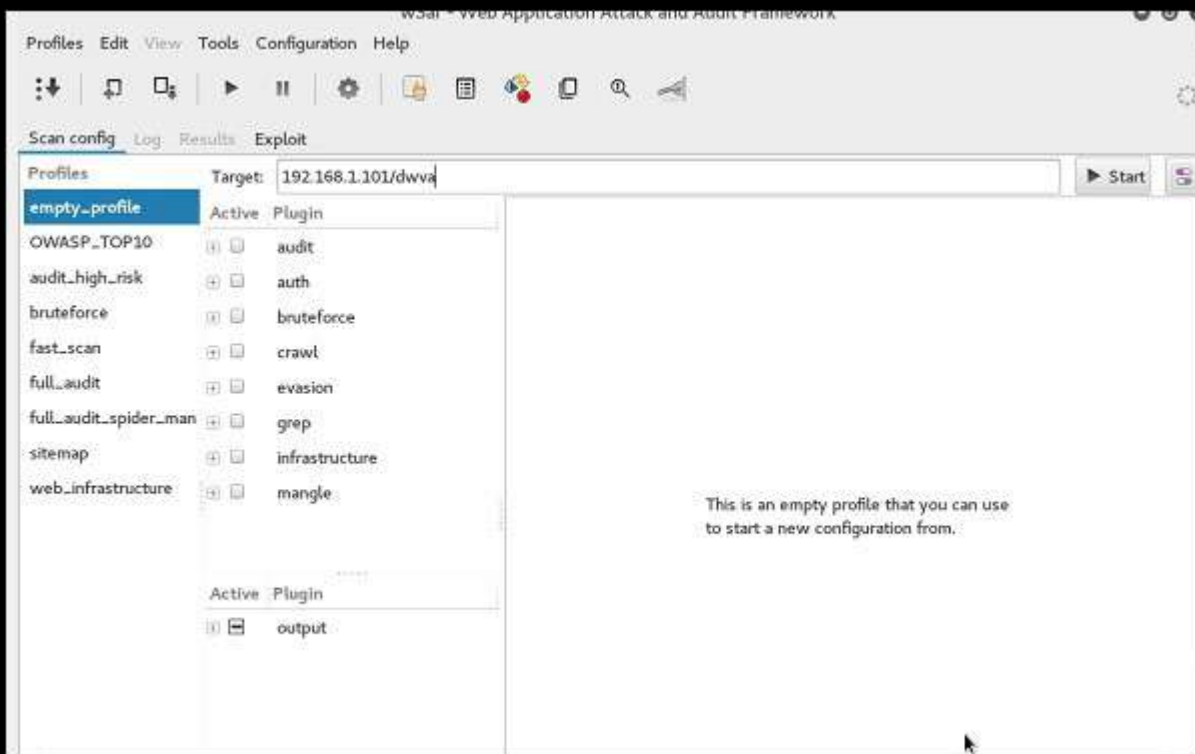 w3af - Web Application Attack and Audit Framework
Profiles Edit View Tools Configuration Help
Scan config Log Results Exploit
Profiles
Target: 192.168.1.101/dwva
Start
empty_profile
OWASP_TOP10
audit_high_risk
bruteforce
fast_scan
full_audit
full_audit_spider_man
sitemap
web_infrastructure
Active Plugin
audit
auth
bruteforce
crawl
evasion
grep
infrastructure
mangle
Active Plugin
output
This is an empty profile that you can use
to start a new configuration from.